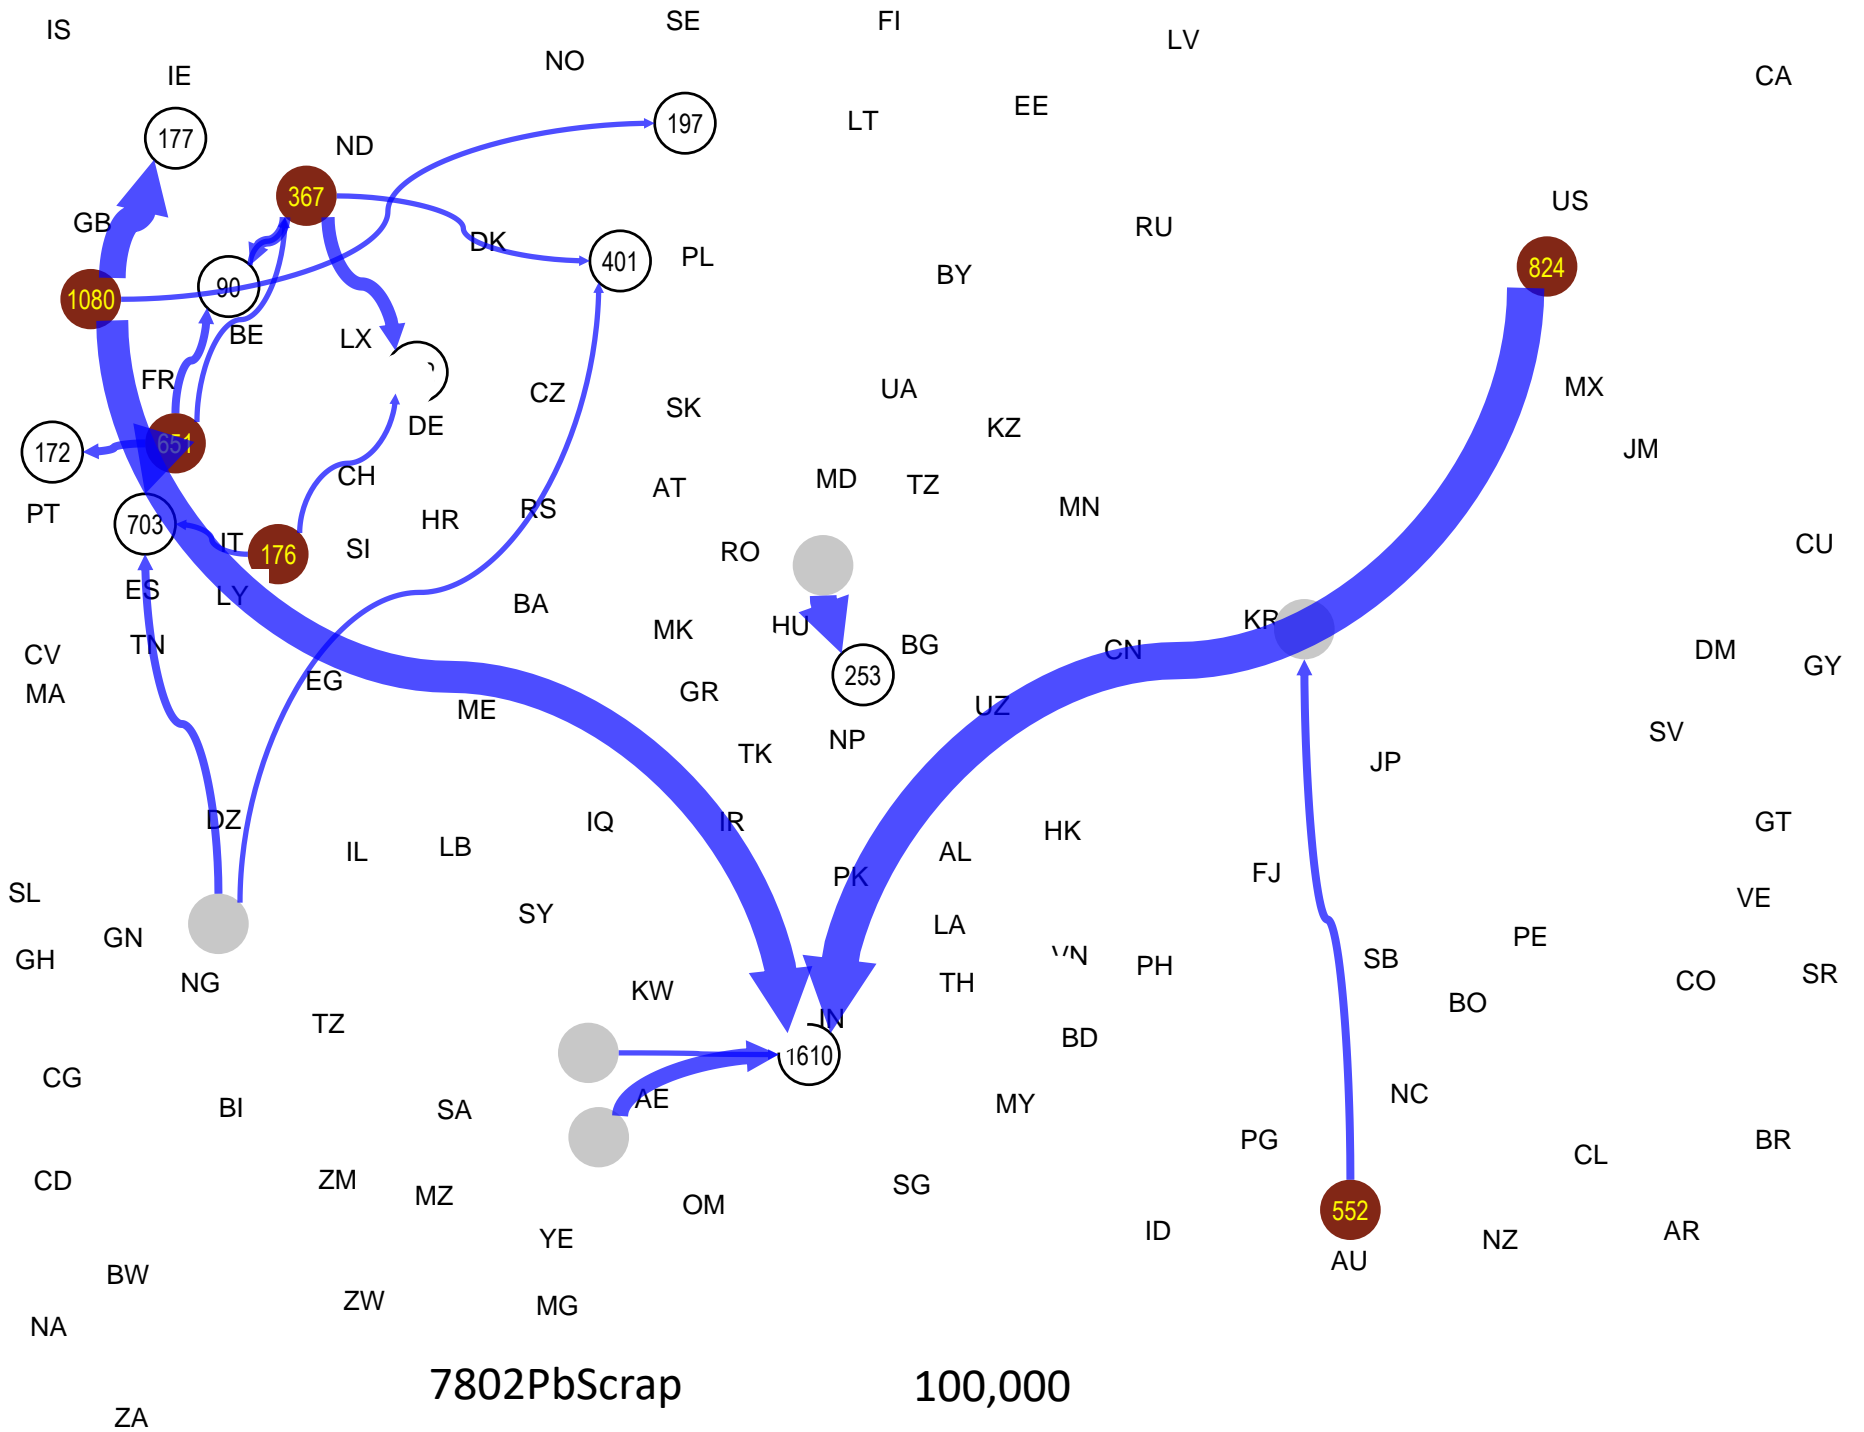 IS
SE
FI
LV
NO
IE
CA
EE
177
LT
197
ND
367
US
GB
RU
DK
PL
401
BY
824
90
1080
BE
LX
FR
CZ
UA
MX
SK
DE
KZ
651
172
JM
CH
MD
TZ
AT
MN
PT
RS
HR
703
IT
176
SI
RO
CU
ES
LY
BA
KR
HU
MK
TN
BG
CN
DM
CV
GY
253
EG
MA
GR
UZ
ME
SV
NP
TK
JP
DZ
IQ
IR
GT
HK
IL
LB
AL
PK
FJ
SL
VE
SY
LA
GN
PE
GH
VN
PH
SB
NG
KW
TH
CO
SR
BO
TZ
IN
BD
1610
CG
AE
NC
BI
SA
MY
PG
BR
CL
CD
ZM
MZ
SG
OM
552
YE
ID
NZ
AR
AU
BW
ZW
MG
NA
7802PbScrap
100,000
ZA